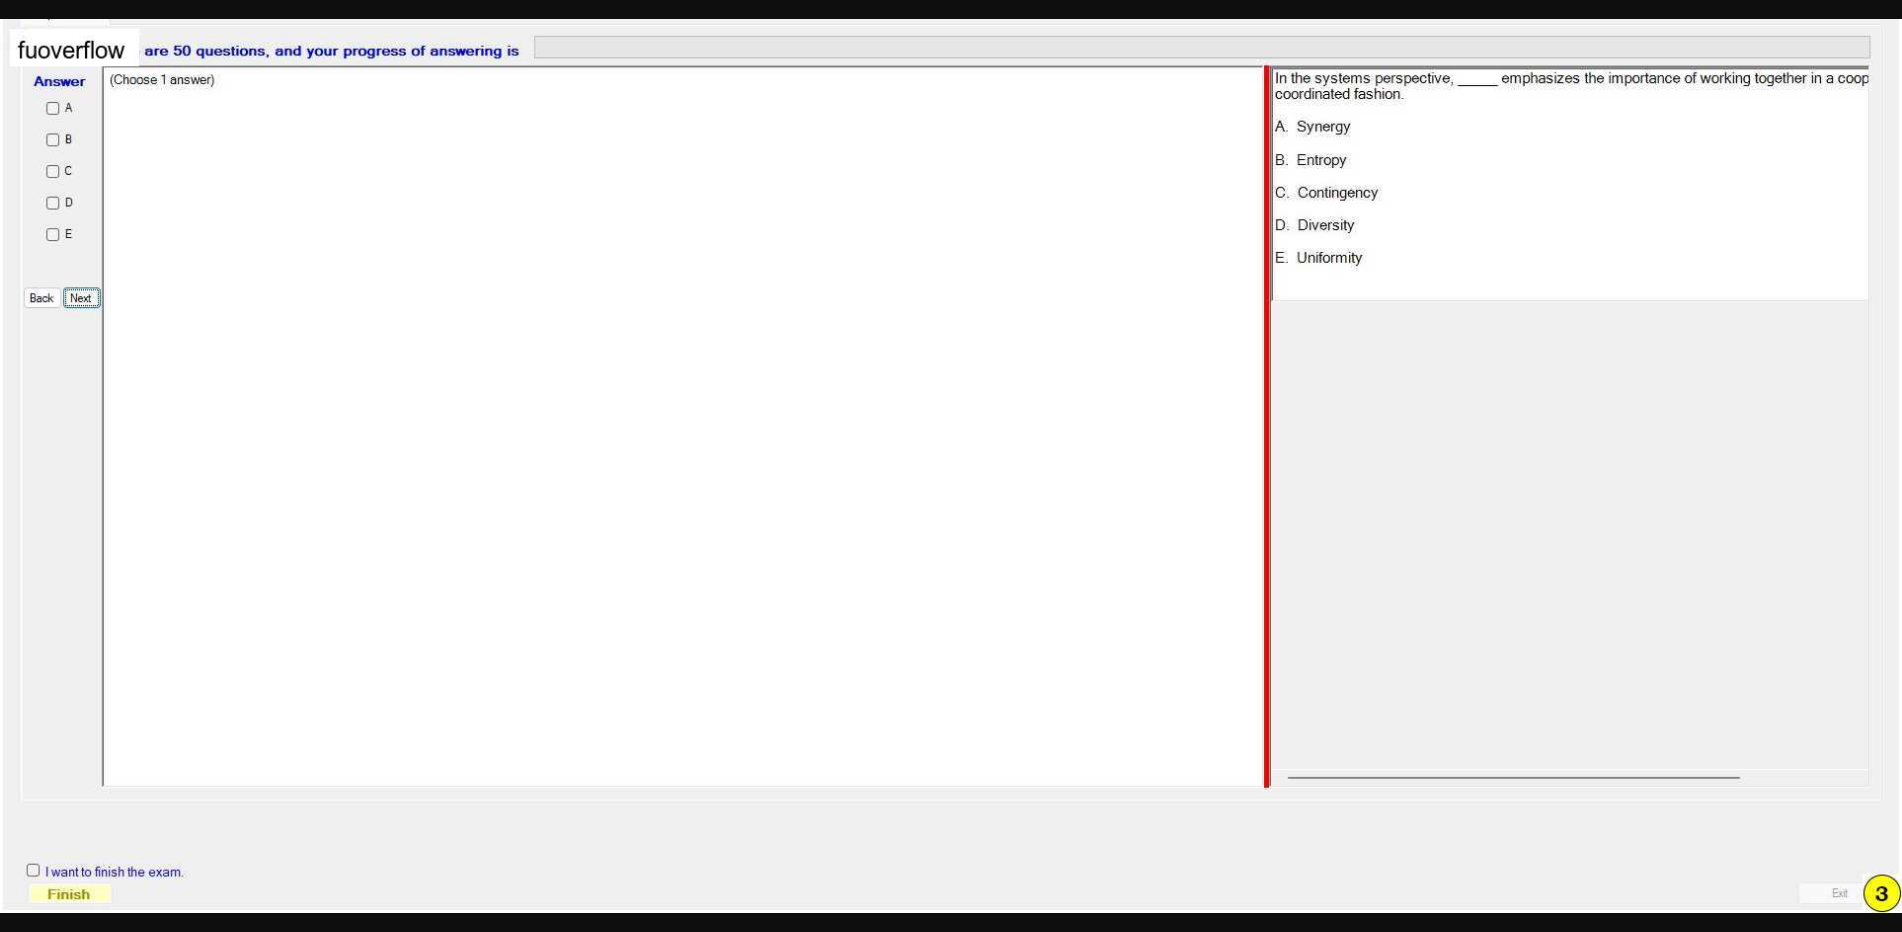 fuoverflow are 50 questions, and your progress of answering is
Answer
(Choose 1 answer)
A
B
C
D
E
Back Next
In the systems perspective, _____ emphasizes the importance of working together in a coop
coordinated fashion.
A. Synergy
B. Entropy
C. Contingency
D. Diversity
E. Uniformity
I want to finish the exam.
Finish
Exit
3